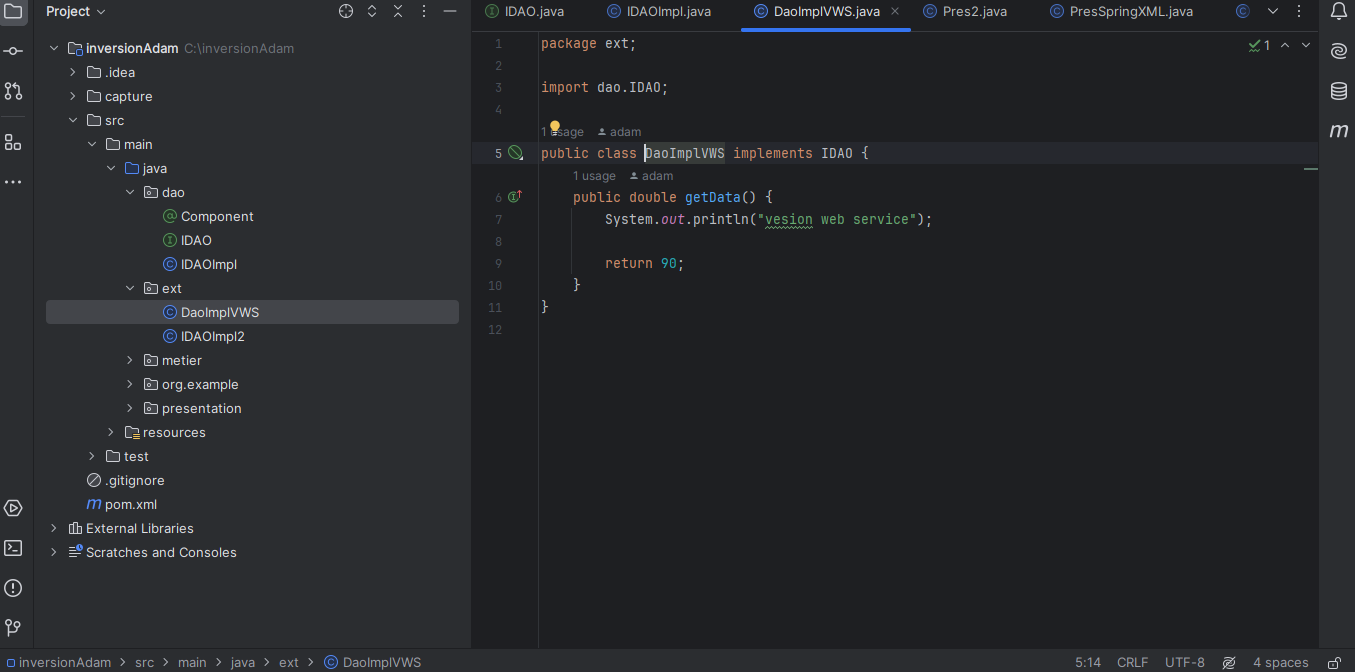 Project
IDAO.java
IDAOImpl.java
DaoImplVWS.java
Pres2.java
PresSpringXML.java
inversionAdam C:\inversionAdam
.idea
capture
src
main
java
dao
Component
IDAO
IDAOImpl
ext
DaoImplVWS
IDAOImpl2
metier
org.example
presentation
resources
test
.gitignore
pom.xml
External Libraries
Scratches and Consoles
1 package ext;
1
2
3 import dao.IDAO;
4
1 usage adam
5 public class DaoImplVWS implements IDAO {
1 usage adam
6 public double getData() {
7 System.out.println("vesion web service");
8
9 return 90;
10 }
11 }
12
m
inversionAdam > src > main > java > ext > DaoImplVWS
5:14 CRLF UTF-8 4 spaces